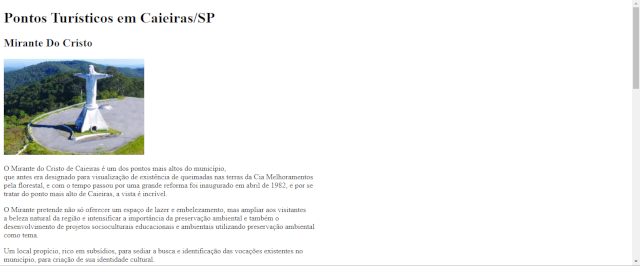 Pontos Turísticos em Caieiras/SP
Mirante Do Cristo
O Mirante do Cristo de Caieiras é um dos pontos mais altos do município,
que antes era designado para visualização de existência de queimadas nas terras da Cia Melhoramentos
pela florestal, e com o tempo passou por uma grande reforma foi inaugurado em abril de 1982, e por se
tratar do ponto mais alto de Caieiras, a vista é incrível.
O Mirante pretende não só oferecer um espaço de lazer e embelezamento, mas ampliar aos visitantes
a beleza natural da região e intensificar a importância da preservação ambiental e também o
desenvolvimento de projetos socioculturais educacionais e ambientais utilizando preservação ambiental
como tema.
Um local propício, rico em subsídios, para sediar a busca e identificação das vocações existentes no
município, para criação de sua identidade cultural.